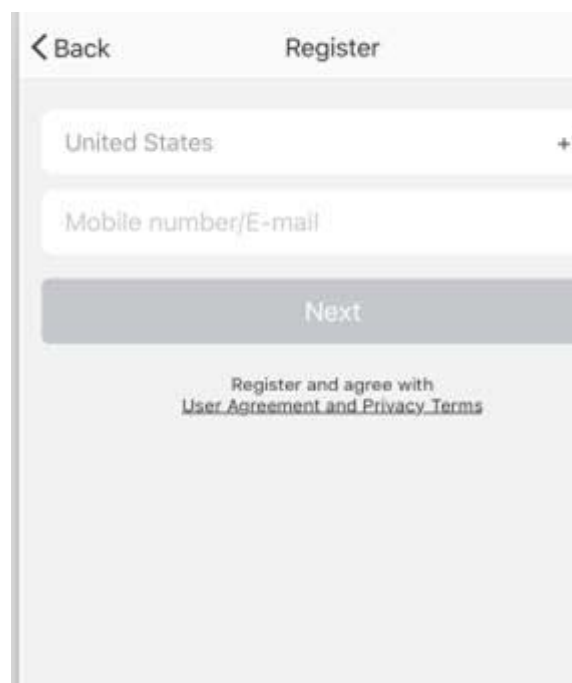 Back
Register
United States +
Mobile number/E-mail
Next
Register and agree with
User Agreement and Privacy Terms